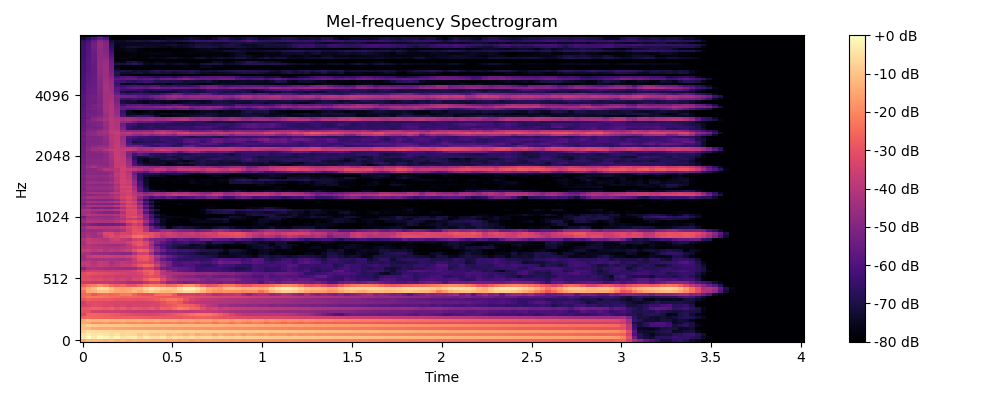 Mel-frequency Spectrogram
+0 dB
-10 dB
4096
-20 dB
2048
-30 dB
Hz
-40 dB
1024
-50 dB
512
-60 dB
-70 dB
0
-80 dB
0 0.5 1 1.5 2 2.5 3 3.5 4
Time